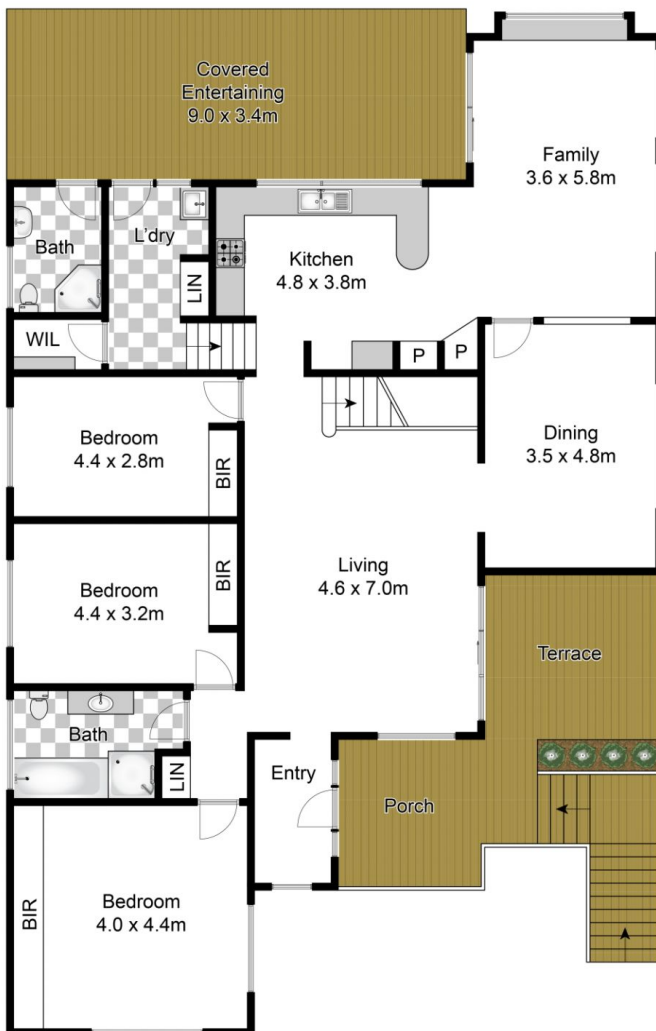 Covered
Entertaining
9.0 x 3.4m
Family
3.6 x 5.8m
Bath
L'dry
LIN
Kitchen
4.8 x 3.8m
WIL
P
P
Bedroom
4.4 x 2.8m
BIR
Dining
3.5 x 4.8m
Bedroom
4.4 x 3.2m
BIR
Living
4.6 x 7.0m
Terrace
Bath
LIN
Entry
Porch
BIR
Bedroom
4.0 x 4.4m